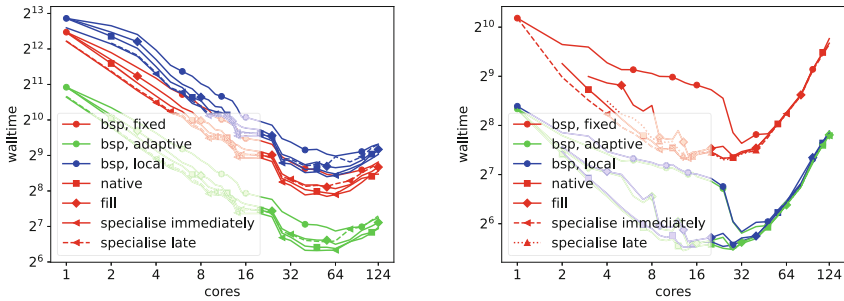 2^13
2^12
2^11
2^10
2^9
2^8
2^7
2^6
walltime
bsp, fixed
bsp, adaptive
bsp, local
native
fill
specialise immediately
specialise late
1 2 4 8 16 32 64 124
cores
2^10
2^9
2^8
2^7
2^6
walltime
bsp, fixed
bsp, adaptive
bsp, local
native
fill
specialise immediately
specialise late
1 2 4 8 16 32 64 124
cores